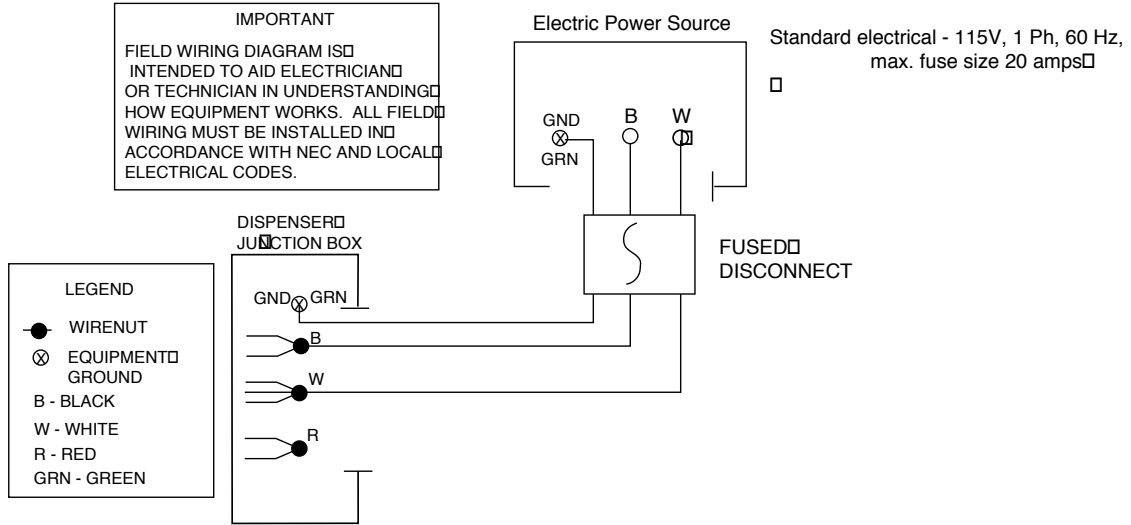 IMPORTANT
FIELD WIRING DIAGRAM IS□
INTENDED TO AID ELECTRICIAN□
OR TECHNICIAN IN UNDERSTANDING□
HOW EQUIPMENT WORKS. ALL FIELD□
WIRING MUST BE INSTALLED IN□
ACCORDANCE WITH NEC AND LOCAL□
ELECTRICAL CODES.
Electric Power Source
Standard electrical - 115V, 1 Ph, 60 Hz,
max. fuse size 20 amps□
□
GND
GRN
B
W
FUSED□
DISCONNECT
DISPENSER□
JUNCTION BOX
GND
GRN
B
W
R
LEGEND
WIRENUT
EQUIPMENT□
GROUND
B - BLACK
W - WHITE
R - RED
GRN - GREEN